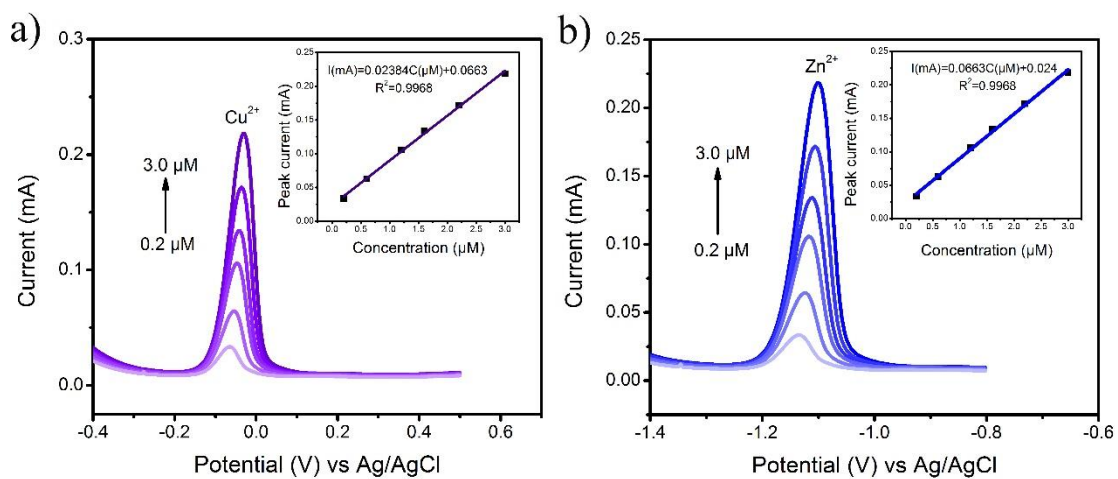 a)
0.3
0.2
0.1
0.0
Current (mA)
-0.4
-0.2
0.0
0.2
0.4
0.6
Potential (V) vs Ag/AgCl
Cu²⁺
3.0 µM
0.2 µM
I(mA)=0.02384C(µM)+0.0663
R²=0.9968
0.25
0.20
0.15
0.10
0.05
0.00
Peak current (mA)
0.0
0.5
1.0
1.5
2.0
2.5
3.0
Concentration (µM)
b)
0.25
0.20
0.15
0.10
0.05
0.00
Current (mA)
-1.4
-1.2
-1.0
-0.8
-0.6
Potential (V) vs Ag/AgCl
Zn²⁺
3.0 µM
0.2 µM
I(mA)=0.0663C(µM)+0.024
R²=0.9968
0.25
0.20
0.15
0.10
0.05
0.00
Peak current (mA)
0.0
0.5
1.0
1.5
2.0
2.5
3.0
Concentration (µM)